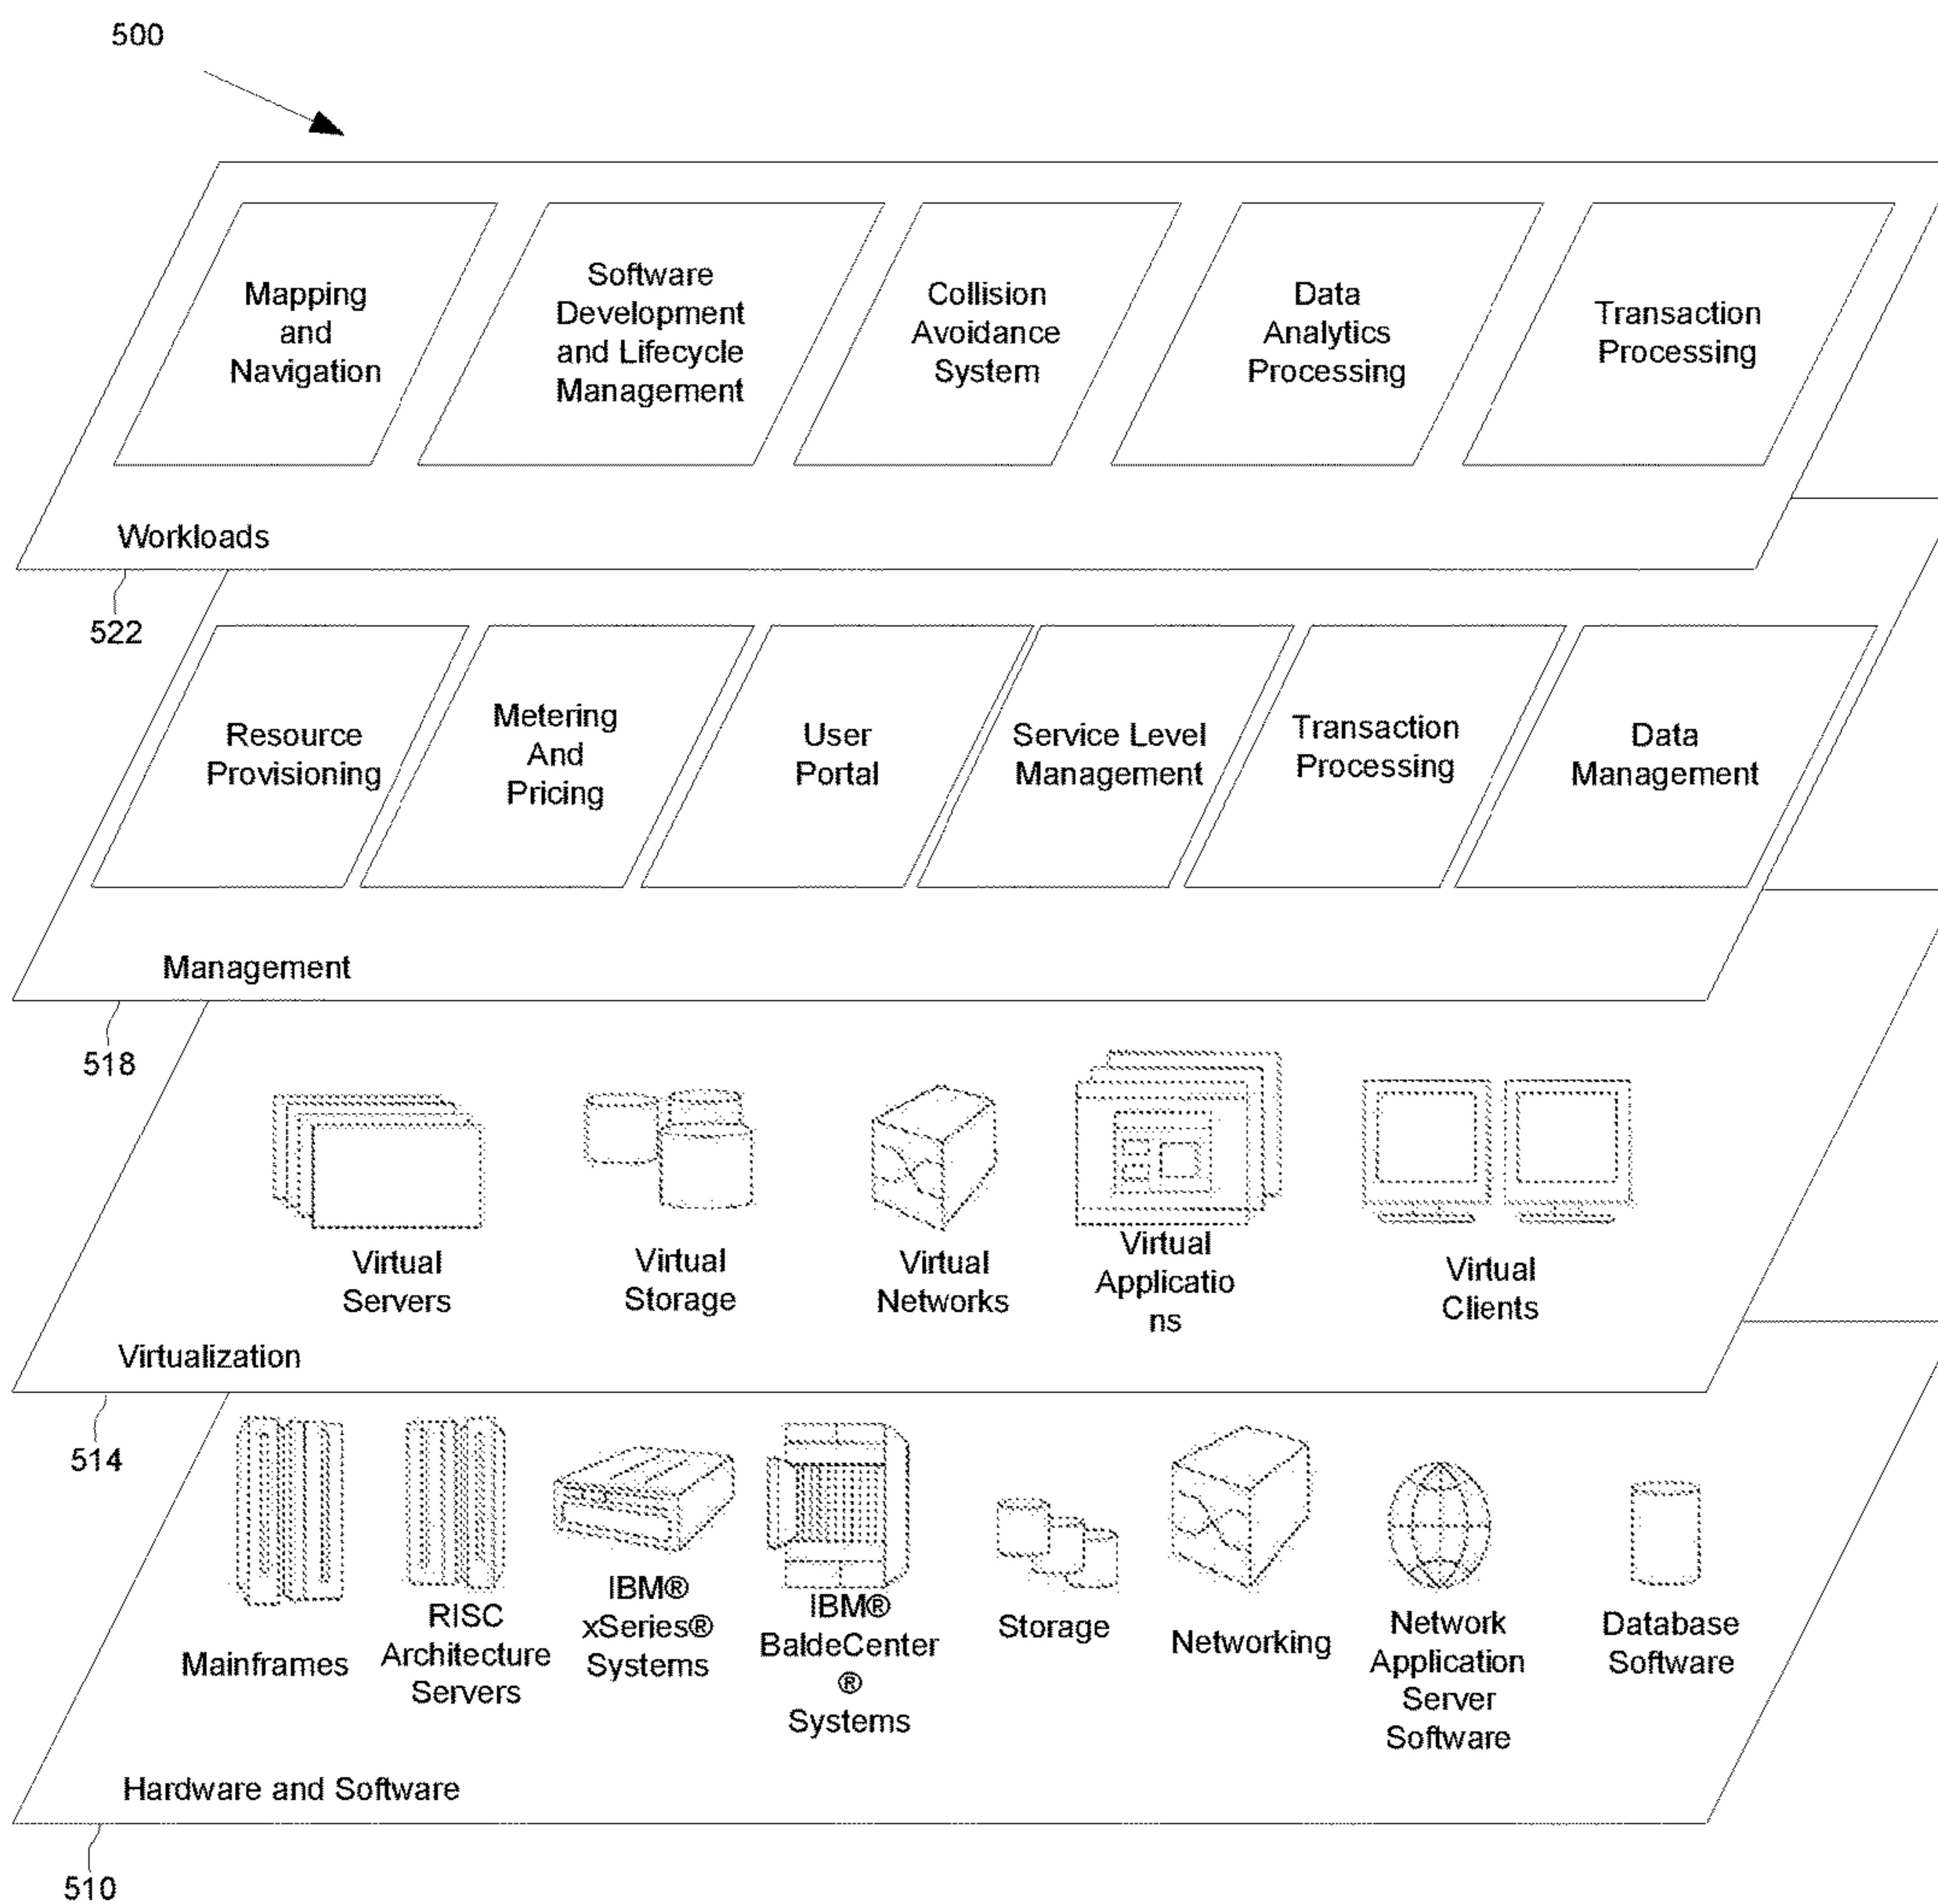 500
Mapping
and
Navigation
Software
Development
and Lifecycle
Management
Collision
Avoidance
System
Data
Analytics
Processing
Transaction
Processing
Workloads
522
Resource
Provisioning
Metering
And
Pricing
User
Portal
Service Level
Management
Transaction
Processing
Data
Management
Management
518
Virtual
Servers
Virtual
Storage
Virtual
Networks
Virtual
Applicatio
ns
Virtual
Clients
Virtualization
514
Mainframes
RISC
Architecture
Servers
IBM®
xSeries®
Systems
IBM®
BaldeCenter
®
Systems
Storage
Networking
Network
Application
Server
Software
Database
Software
Hardware and Software
510